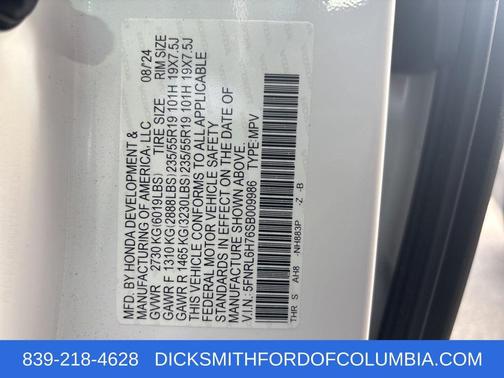 MFD. BY HONDA DEVELOPMENT & 08/24
MANUFACTURING OF AMERICA, LLC
GVWR 2730 KG(6019LBS) TIRE SIZE RIM SIZE
GAWR F 1310 KG(2888LBS)235/55R19 101H 19X7.5J
GAWR R 1465 KG(3230LBS)235/55R19 101H 19X7.5J
THIS VEHICLE CONFORMS TO ALL APPLICABLE
FEDERAL MOTOR VEHICLE SAFETY
STANDARDS IN EFFECT ON THE DATE OF
MANUFACTURE SHOWN ABOVE.
V.I.N.: 5FNRL6H76SB009986 TYPE:MPV
THR S AH8 -NH883P -Z -B
839-218-4628 DICKSMITHFORDOFCOLUMBIA.COM